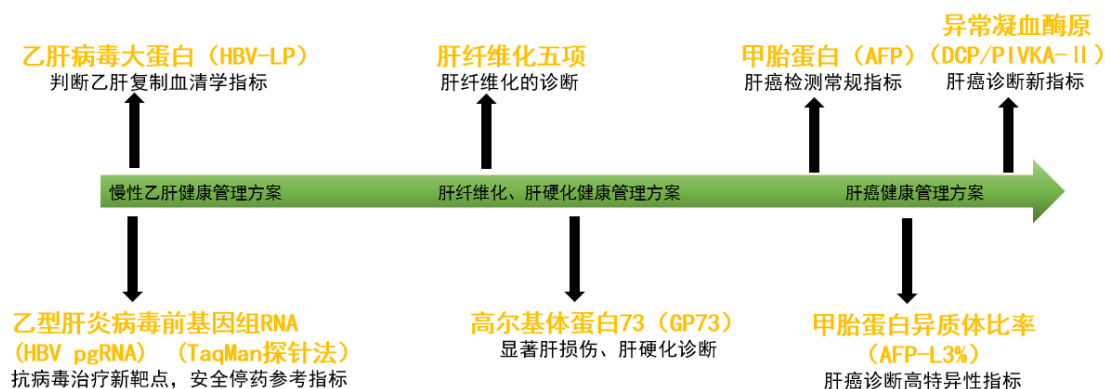 乙肝病毒大蛋白（HBV-LP）
判断乙肝复制血清学指标
肝纤维化五项
肝纤维化的诊断
甲胎蛋白（AFP）
肝癌检测常规指标
异常凝血酶原
（DCP/PIVKA-Ⅱ）
肝癌诊断新指标
慢性乙肝健康管理方案
肝纤维化、肝硬化健康管理方案
肝癌健康管理方案
乙型肝炎病毒前基因组RNA
(HBV pgRNA) （TaqMan探针法）
抗病毒治疗新靶点，安全停药参考指标
高尔基体蛋白73（GP73）
显著肝损伤、肝硬化诊断
甲胎蛋白异质体比率
(AFP-L3%)
肝癌诊断高特异性指标